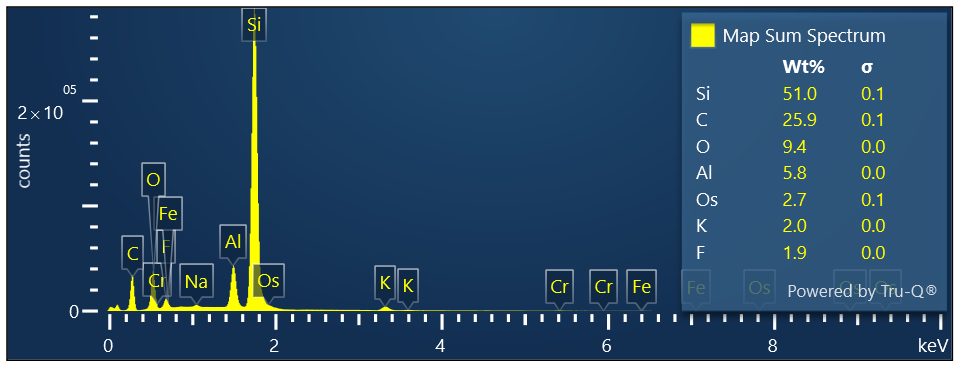 Si
Map Sum Spectrum
Wt% σ
Si 51.0 0.1
C 25.9 0.1
O 9.4 0.0
Al 5.8 0.0
Os 2.7 0.1
K 2.0 0.0
F 1.9 0.0
Powered by Tru-Q®
2×10 05
counts
O
Fe
F
C
Al
Cr
Na
Os
K
K
Cr
Cr
Fe
Fe
Os
Os
0
0 2 4 6 8 keV